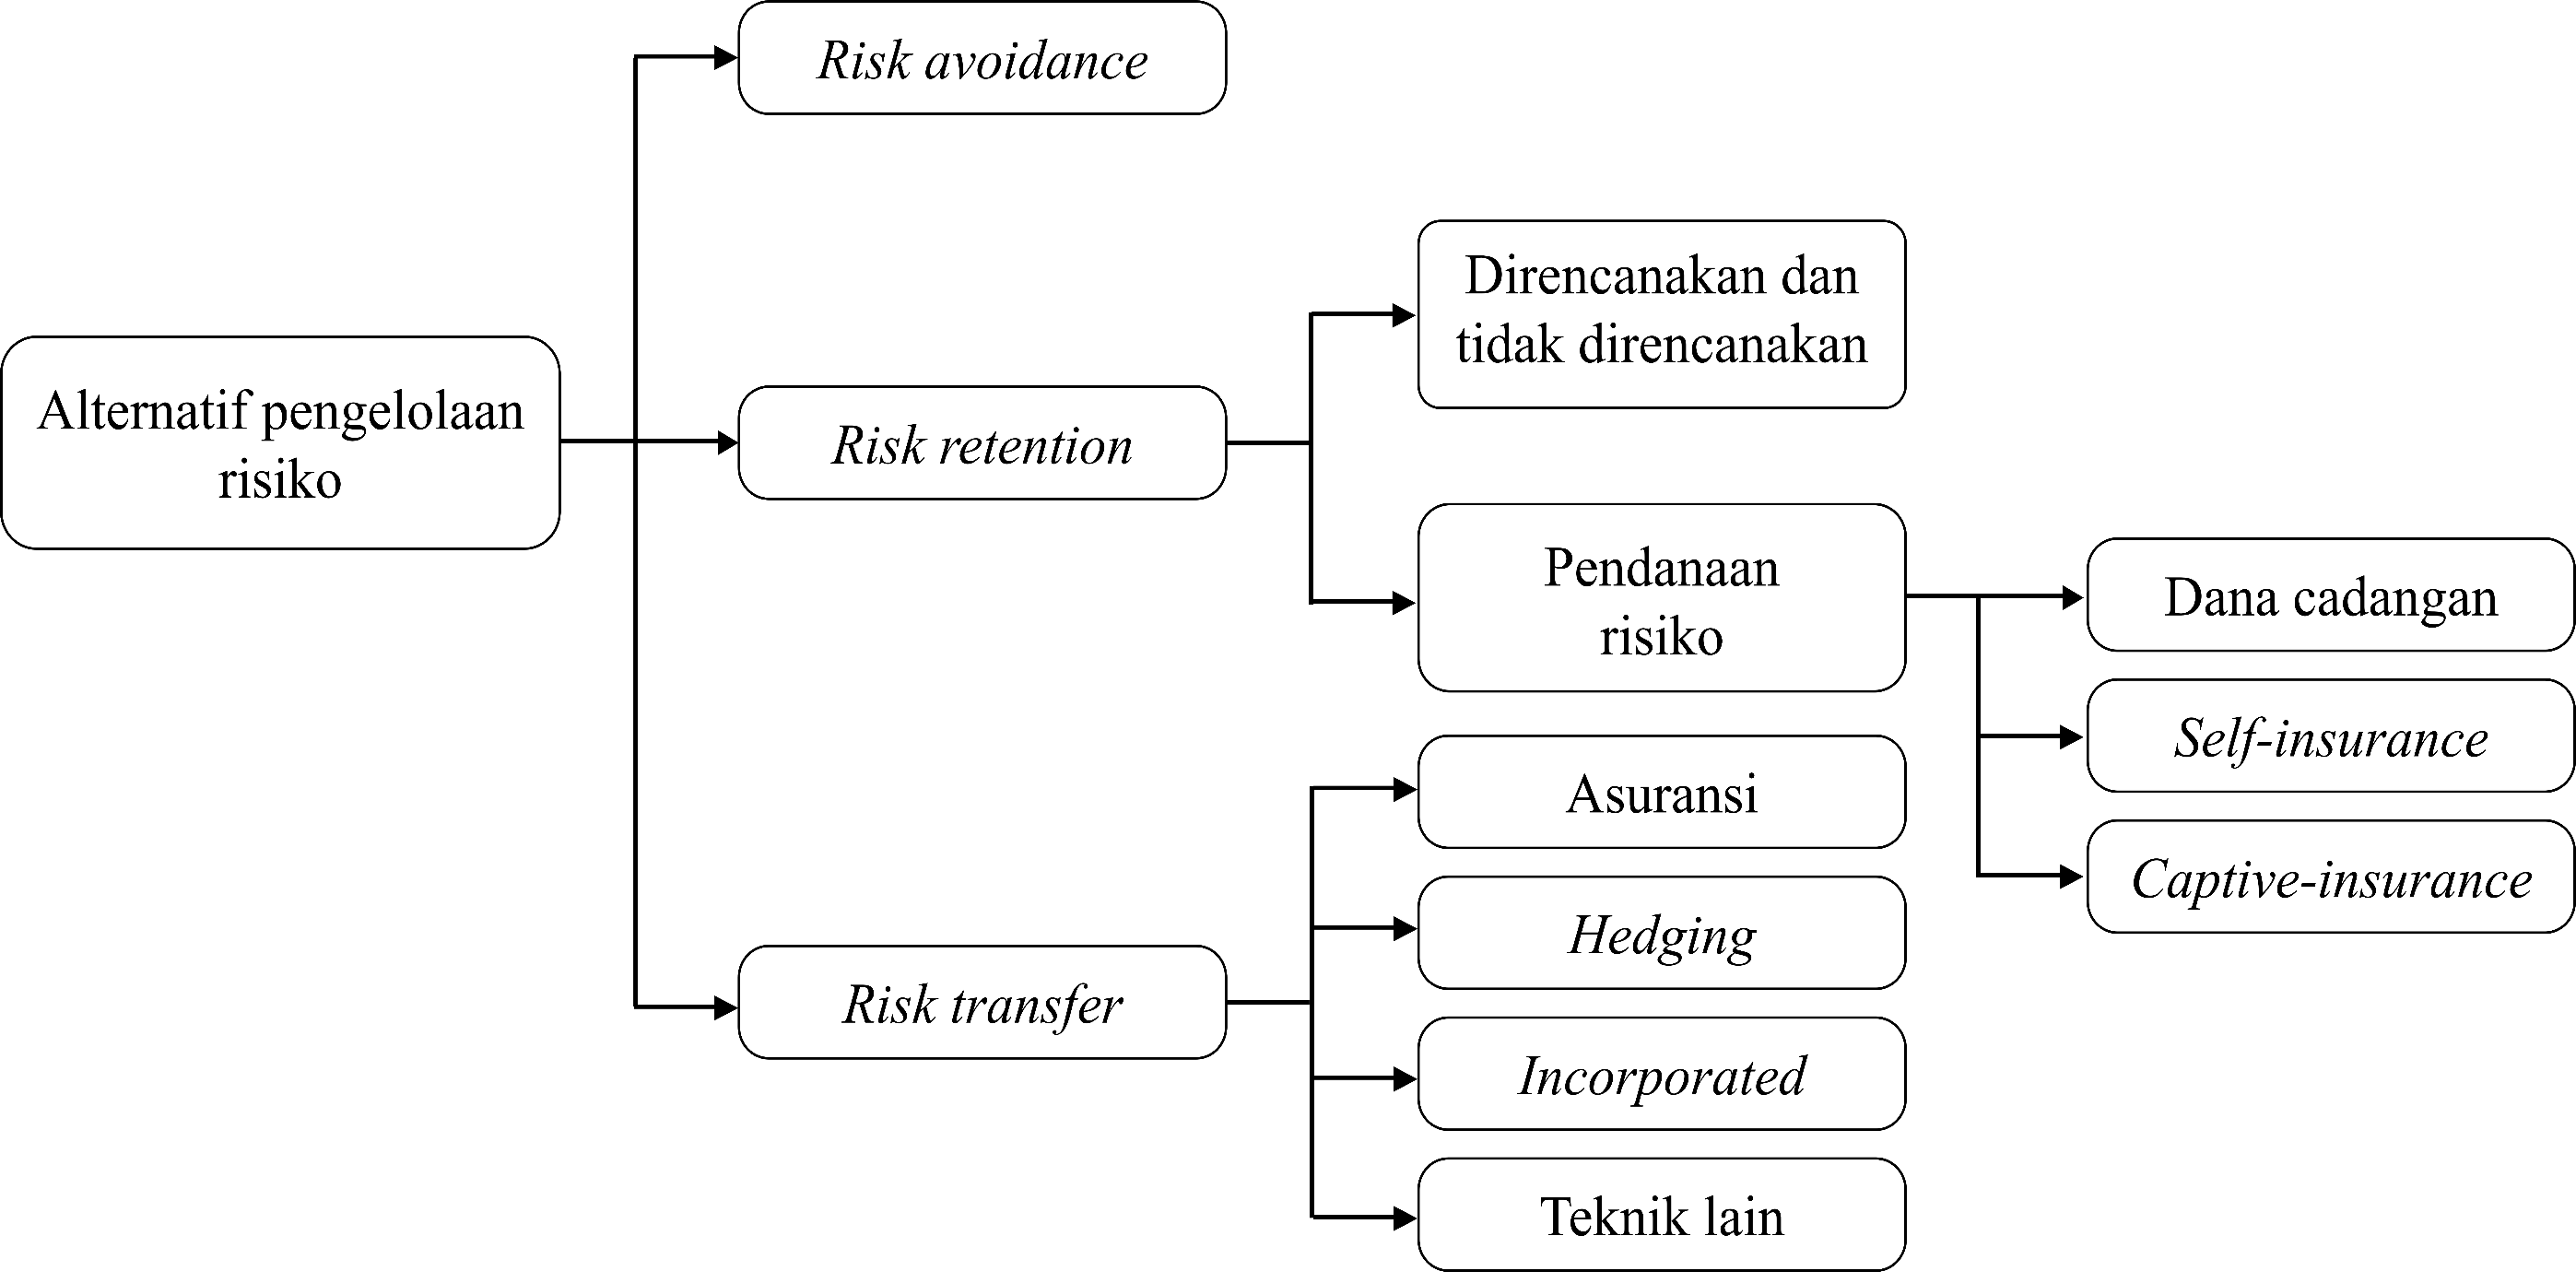 Alternatif pengelolaan
risiko
Risk avoidance
Risk retention
Direncanakan dan
tidak direncanakan
Pendanaan
risiko
Dana cadangan
Self-insurance
Captive-insurance
Risk transfer
Asuransi
Hedging
Incorporated
Teknik lain